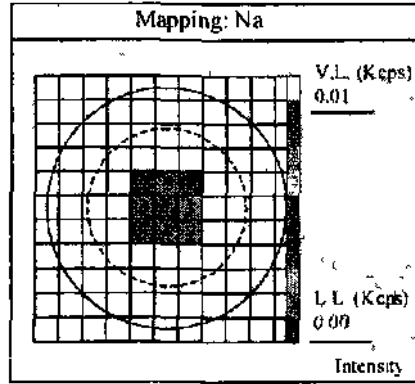 Mapping: Na
V.L. (Kcps)
0.01
L.L. (Kcps)
0.00
Intensity